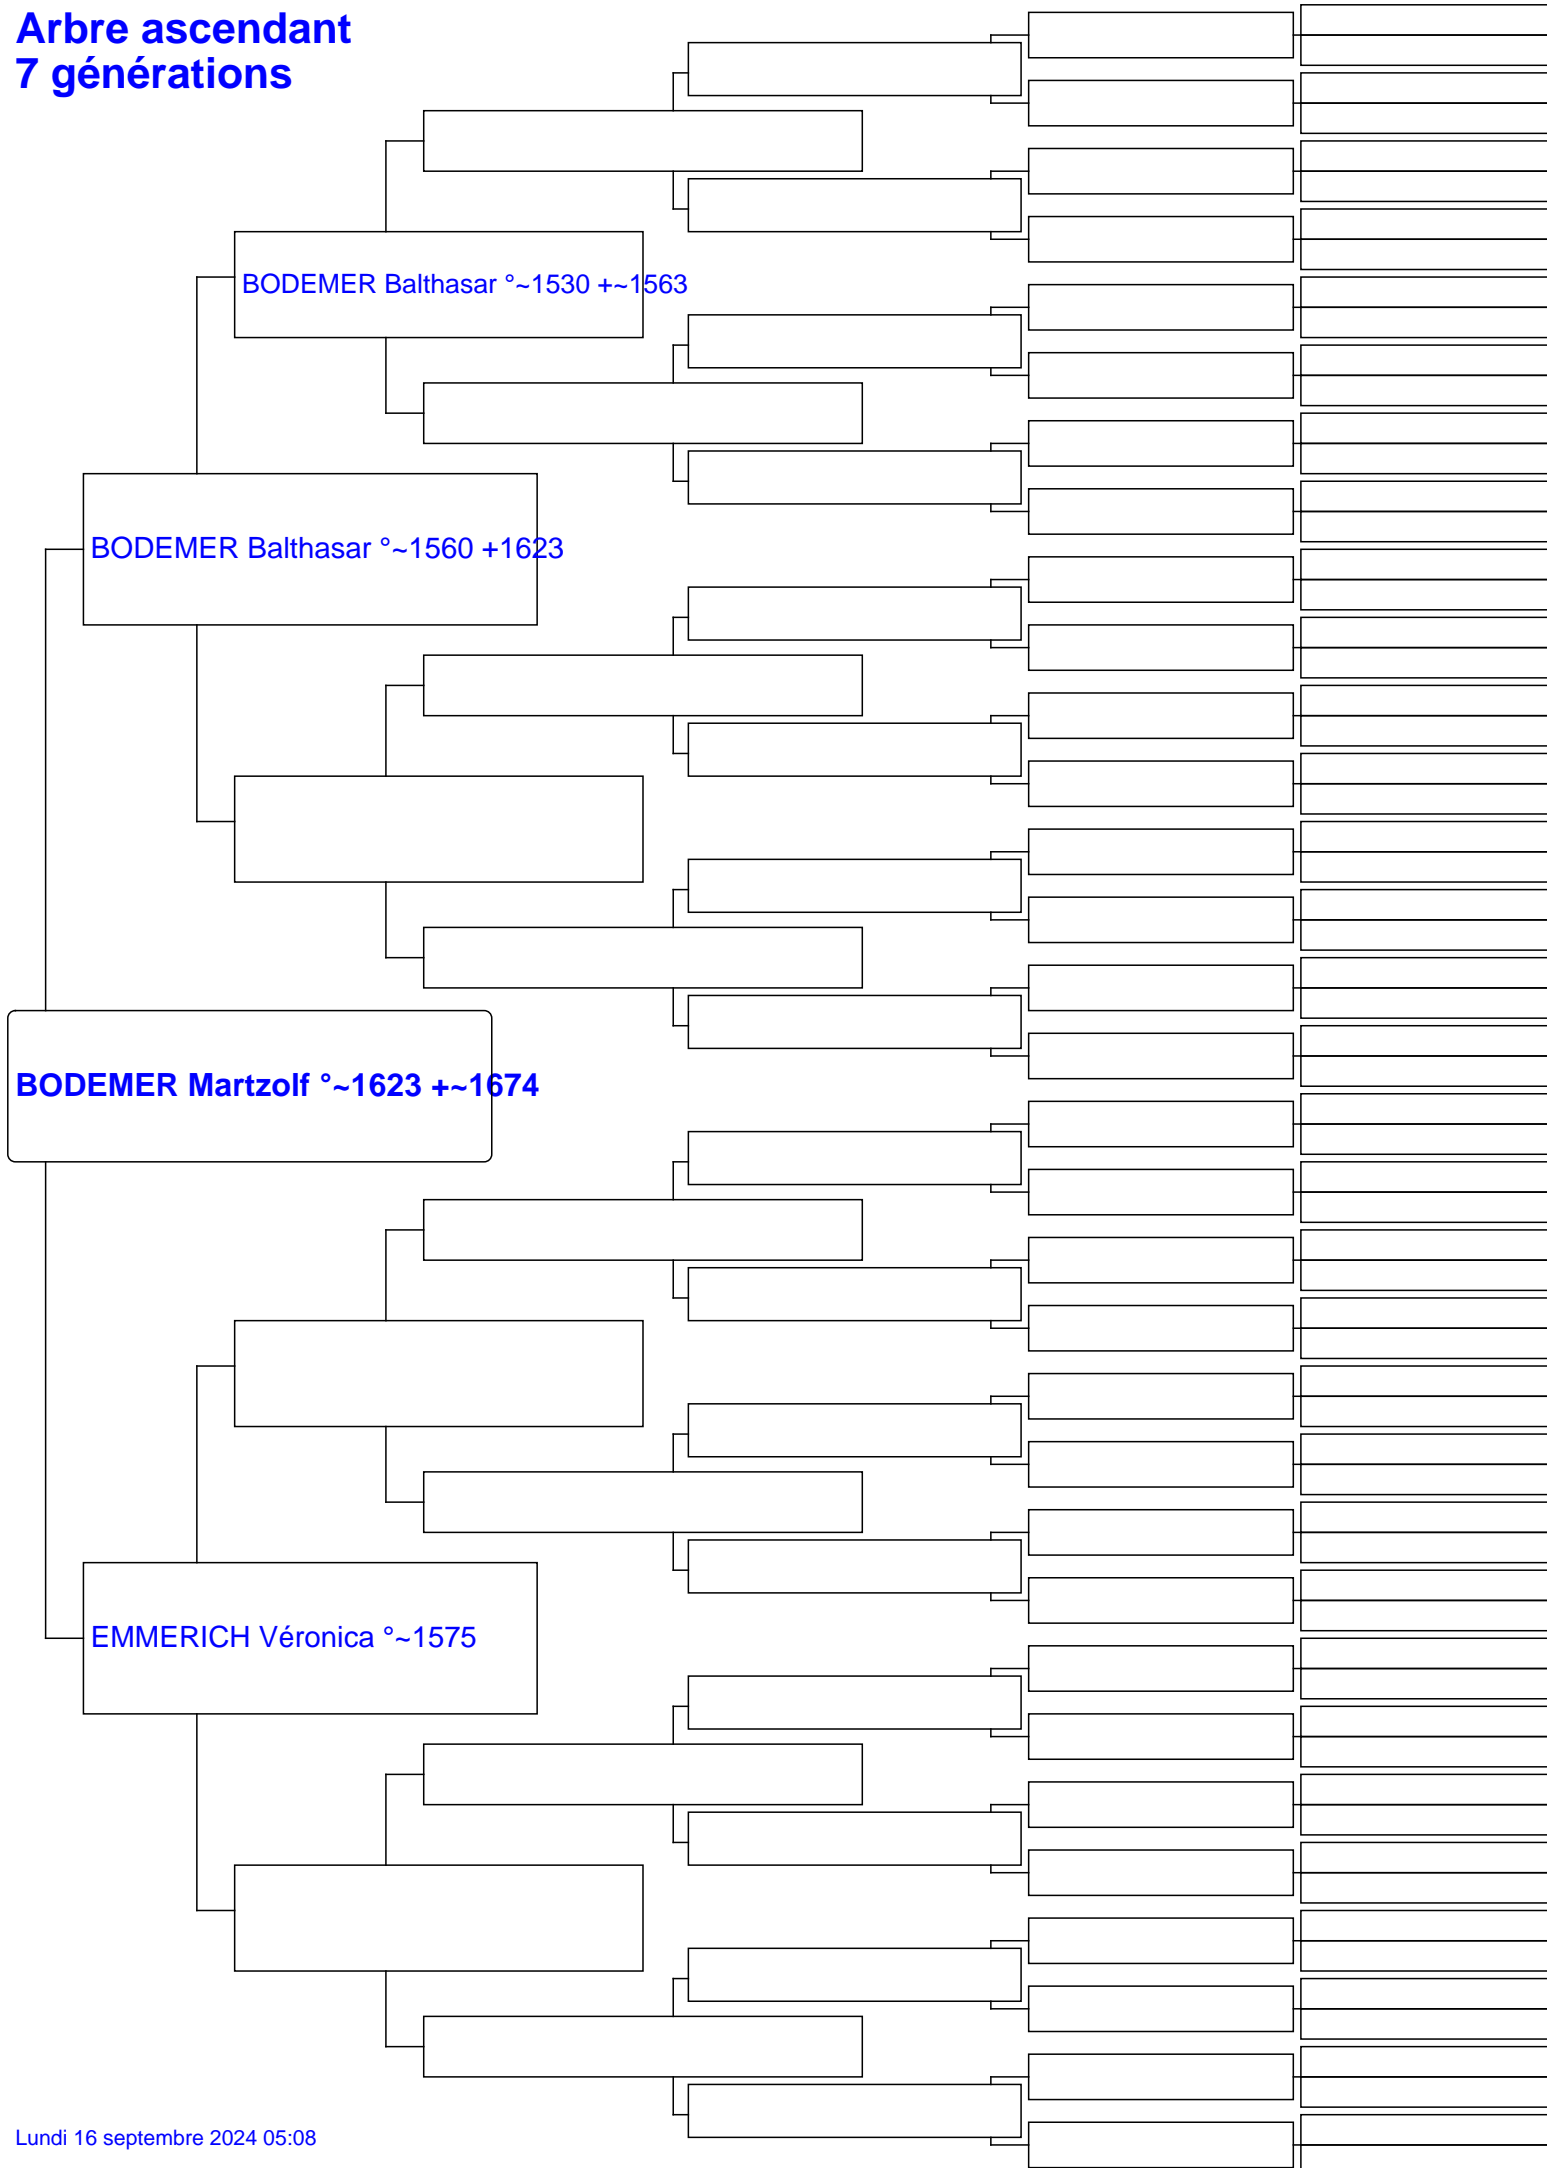 Arbre ascendant
7 générations
BODEMER Balthasar °~1530 +~1563
BODEMER Balthasar °~1560 +1623
BODEMER Martzolf °~1623 +~1674
EMMERICH Véronica °~1575
Lundi 16 septembre 2024 05:08